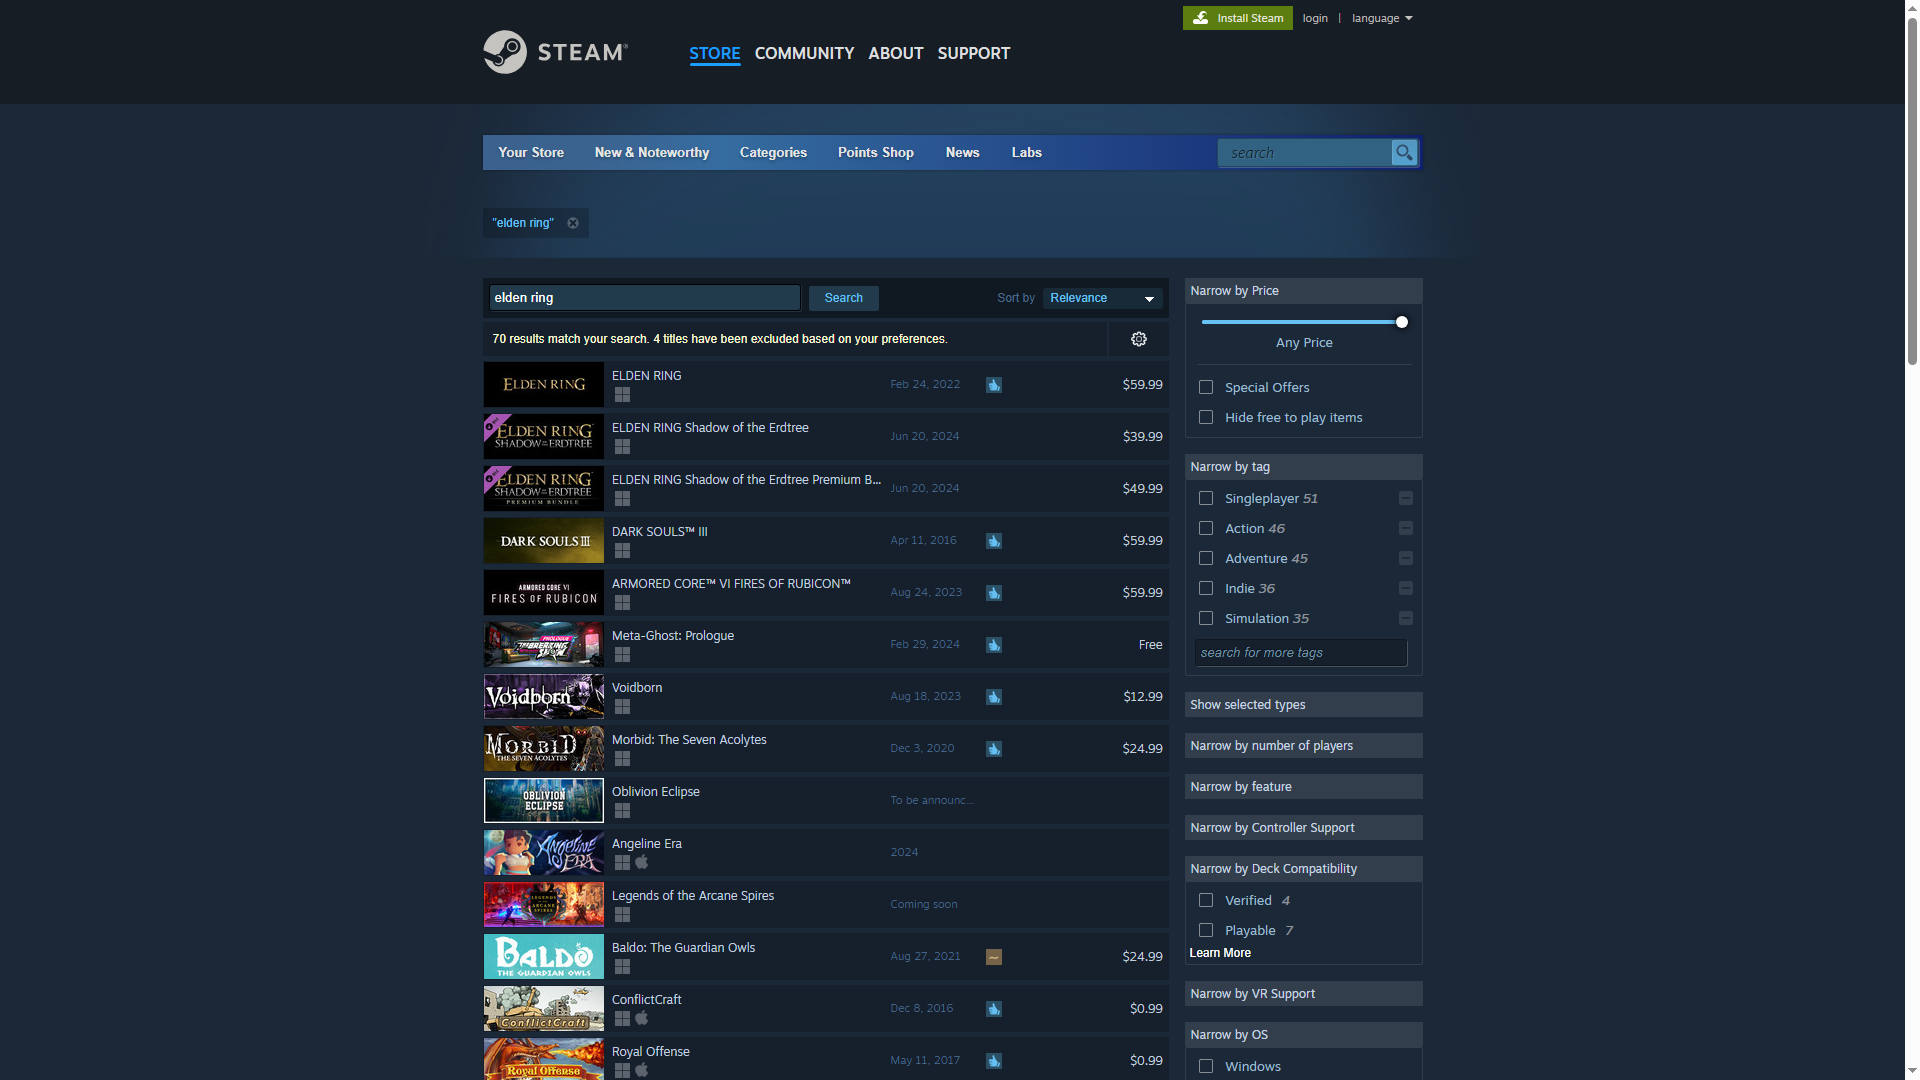 Install Steam
login | language
STEAM®
STORE COMMUNITY ABOUT SUPPORT
Your Store New & Noteworthy Categories Points Shop News Labs search
"elden ring"
elden ring Search Sort by Relevance
70 results match your search. 4 titles have been excluded based on your preferences.
ELDEN RING
ELDEN RING Feb 24, 2022 $59.99
ELDEN RING
SHADOW OF THE ERDTREE
ELDEN RING Shadow of the Erdtree Jun 20, 2024 $39.99
ELDEN RING
SHADOW OF THE ERDTREE
PREMIUM BUNDLE
ELDEN RING Shadow of the Erdtree Premium B... Jun 20, 2024 $49.99
DARK SOULS III
DARK SOULS™ III Apr 11, 2016 $59.99
ARMORED CORE VI
FIRES OF RUBICON
ARMORED CORE™ VI FIRES OF RUBICON™ Aug 24, 2023 $59.99
PROLOGUE
THE BREAKING SHOW
Meta-Ghost: Prologue Feb 29, 2024 Free
Voidborn
Voidborn Aug 18, 2023 $12.99
MORBID
THE SEVEN ACOLYTES
Morbid: The Seven Acolytes Dec 3, 2020 $24.99
OBLIVION
ECLIPSE
Oblivion Eclipse To be announc...
ANGELINE
ERA
Angeline Era 2024
LEGENDS
OF THE
ARCANE
SPIRES
Legends of the Arcane Spires Coming soon
BALDO
THE GUARDIAN OWLS
Baldo: The Guardian Owls Aug 27, 2021 $24.99
ConflictCraft
ConflictCraft Dec 8, 2016 $0.99
Royal Offense
Royal Offense May 11, 2017 $0.99
Narrow by Price
Any Price
Special Offers
Hide free to play items
Narrow by tag
Singleplayer 51
Action 46
Adventure 45
Indie 36
Simulation 35
search for more tags
Show selected types
Narrow by number of players
Narrow by feature
Narrow by Controller Support
Narrow by Deck Compatibility
Verified 4
Playable 7
Learn More
Narrow by VR Support
Narrow by OS
Windows